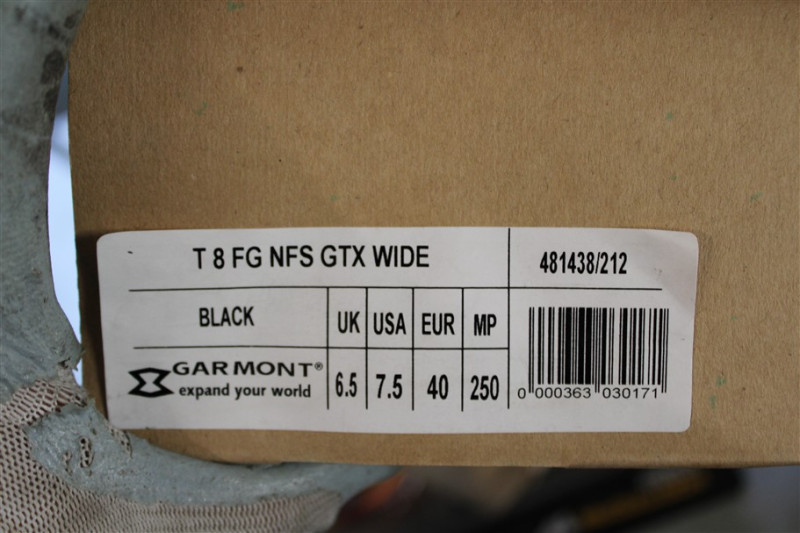 T 8 FG NFS GTX WIDE
481438/212
BLACK
UK USA EUR MP
GARMONT®
expand your world
6.5 7.5 40 250
0 000363 030171